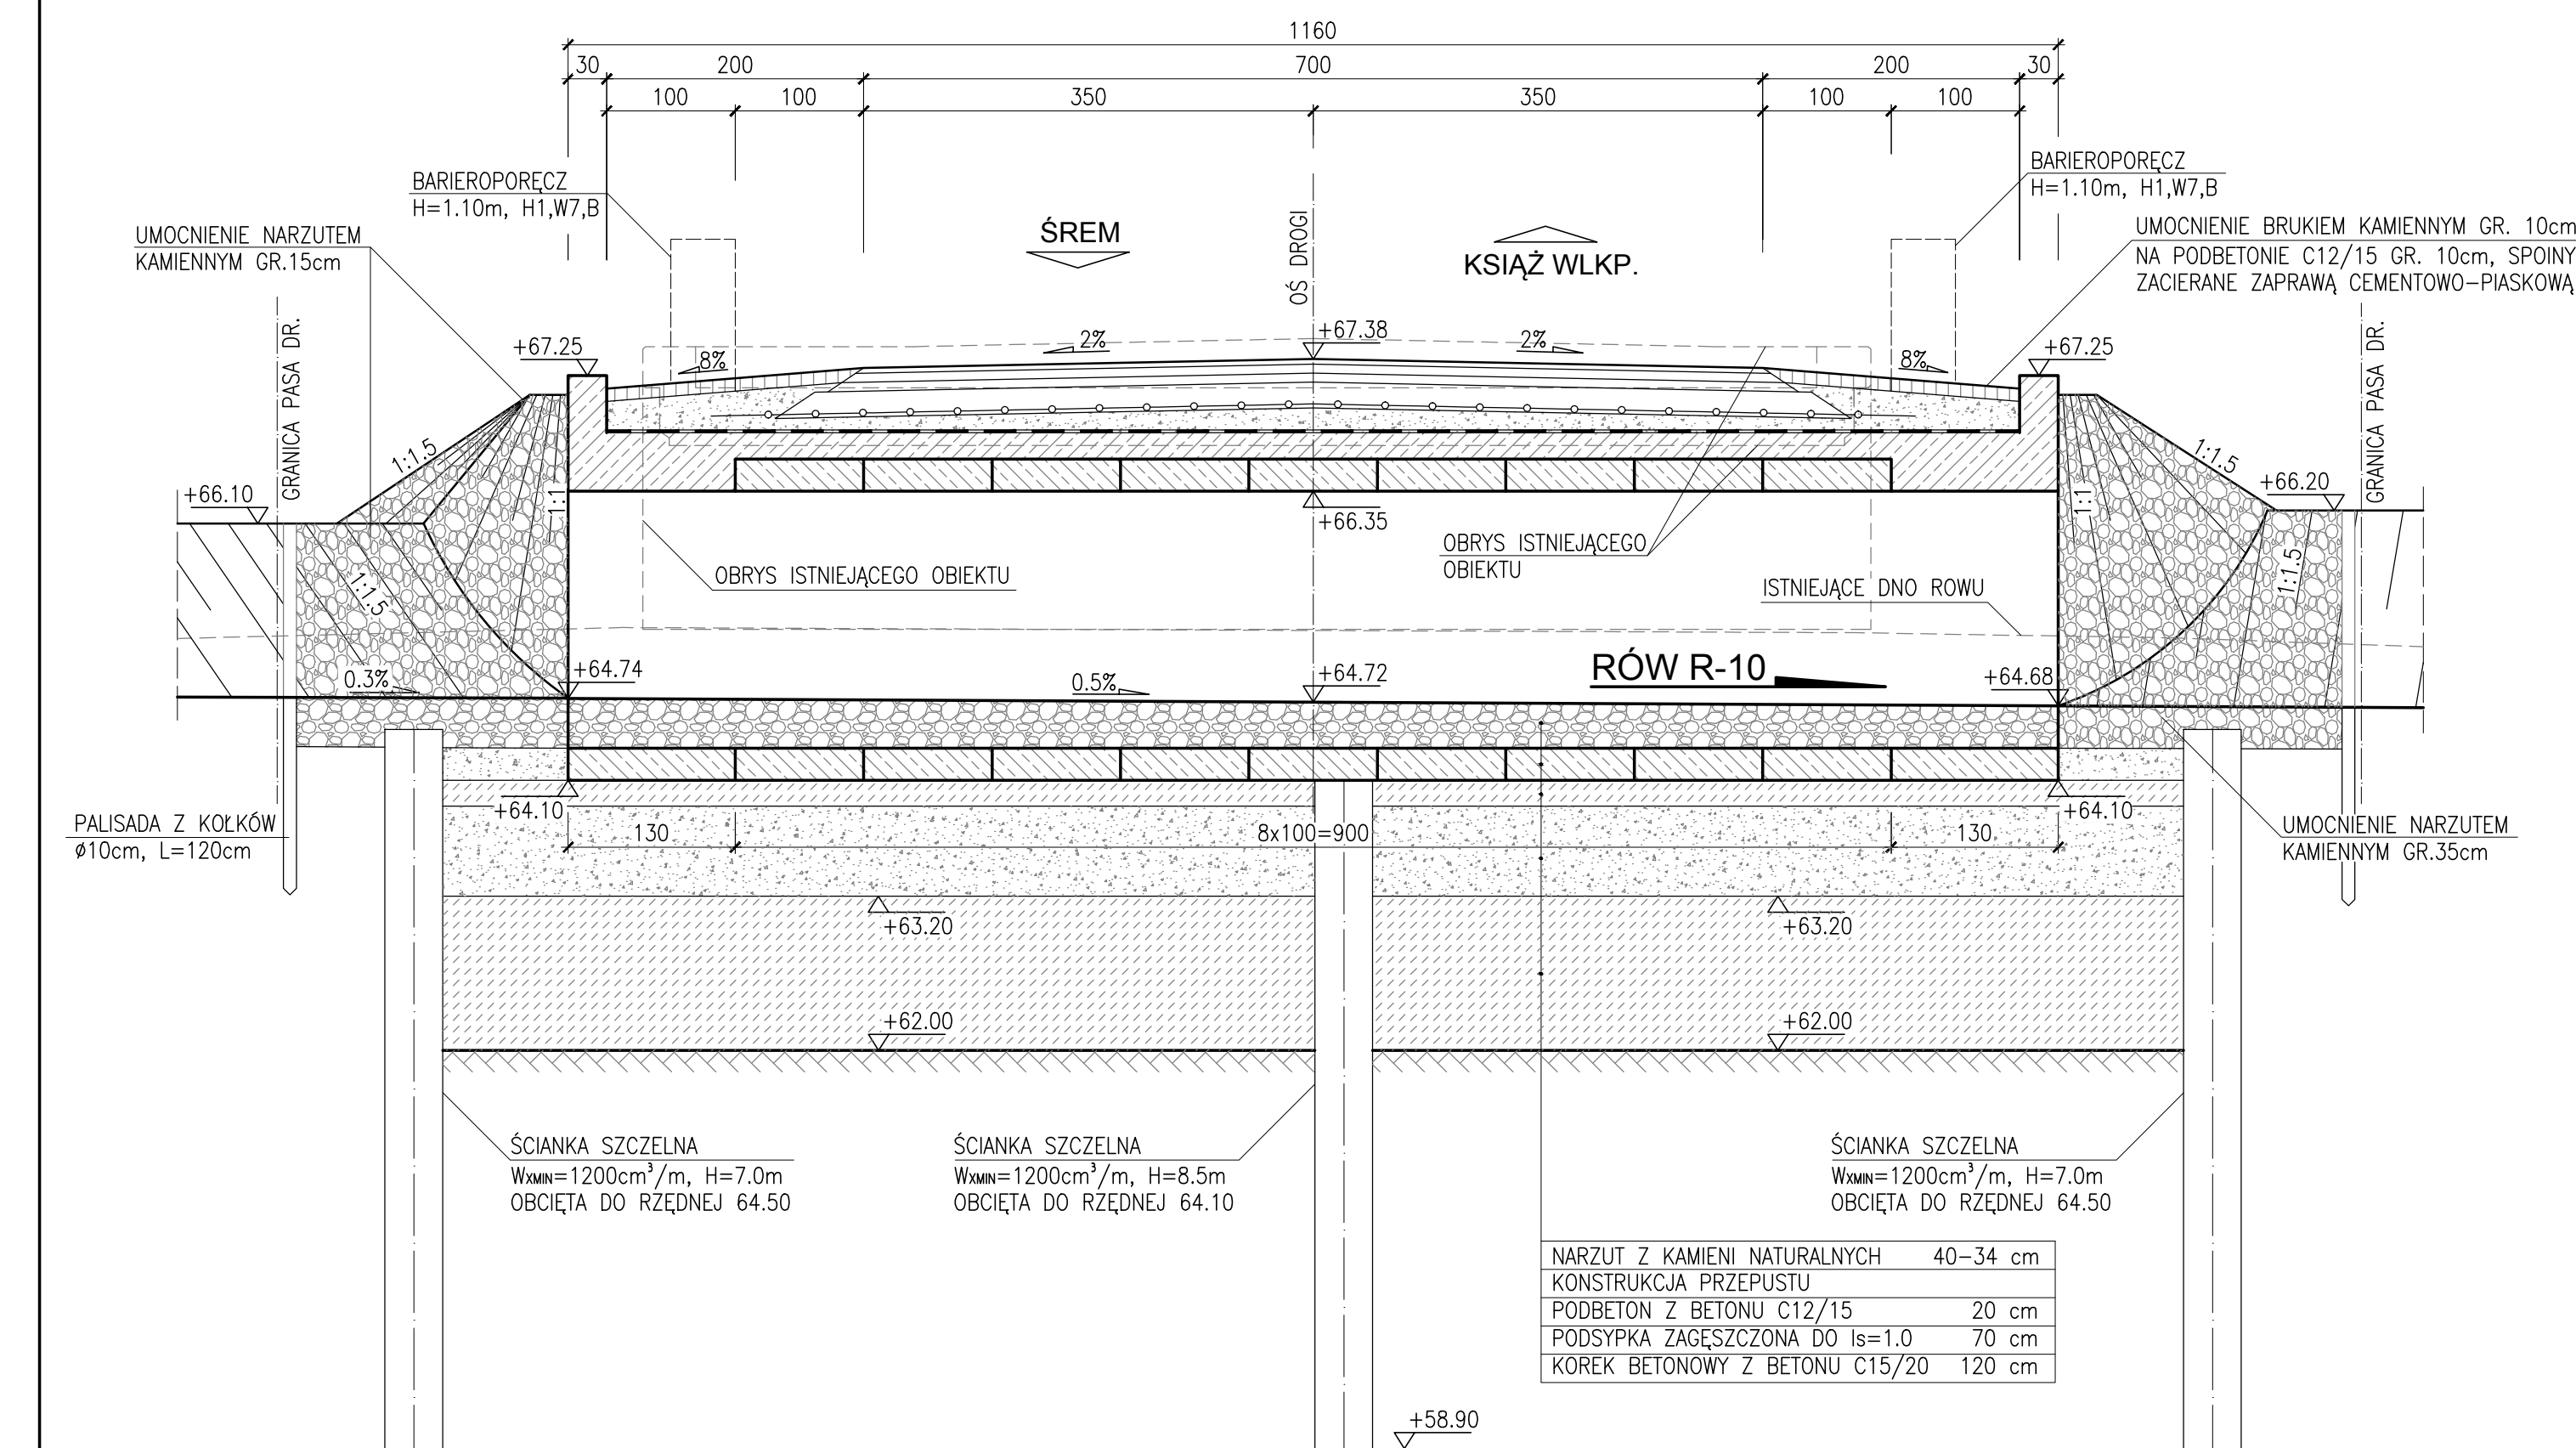 1160
30
200
700
200
30
100
100
350
350
100
100
BARIEROPORĘCZ
H=1.10m, H1,W7,B
BARIEROPORĘCZ
H=1.10m, H1,W7,B
UMOCNIENIE NARZUTEM
KAMIENNYM GR.15cm
UMOCNIENIE BRUKIEM KAMIENNYM GR. 10cm
NA PODBETONIE C12/15 GR. 10cm, SPOINY
ZACIERANE ZAPRAWĄ CEMENTOWO-PIASKOWĄ
ŚREM
OŚ DROGI
KSIĄŻ WLKP.
GRANICA PASA DR.
GRANICA PASA DR.
+67.25
8%
2%
+67.38
2%
8%
+67.25
1:1.5
1:1.5
+66.10
1:1
+66.35
1:1
+66.20
OBRYS ISTNIEJĄCEGO
OBIEKTU
OBRYS ISTNIEJĄCEGO OBIEKTU
ISTNIEJĄCE DNO ROWU
1:1.5
1:1.5
0.3%
+64.74
0.5%
+64.72
RÓW R-10
+64.68
+64.10
+64.10
PALISADA Z KOŁKÓW
ø10cm, L=120cm
130
8x100=900
130
UMOCNIENIE NARZUTEM
KAMIENNYM GR.35cm
+63.20
+63.20
+62.00
+62.00
ŚCIANKA SZCZELNA
WXMIN=1200cm³/m, H=7.0m
OBCIĘTA DO RZĘDNEJ 64.50
ŚCIANKA SZCZELNA
WXMIN=1200cm³/m, H=8.5m
OBCIĘTA DO RZĘDNEJ 64.10
ŚCIANKA SZCZELNA
WXMIN=1200cm³/m, H=7.0m
OBCIĘTA DO RZĘDNEJ 64.50
NARZUT Z KAMIENI NATURALNYCH 40-34 cm
KONSTRUKCJA PRZEPUSTU
PODBETON Z BETONU C12/15 20 cm
PODSYPKA ZAGĘSZCZONA DO Is=1.0 70 cm
KOREK BETONOWY Z BETONU C15/20 120 cm
+58.90